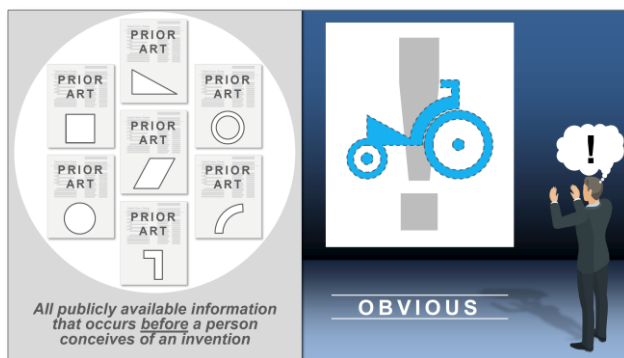 PRIOR
ART
PRIOR
ART
PRIOR
ART
PRIOR
ART
PRIOR
ART
PRIOR
ART
PRIOR
ART
All publicly available information
that occurs before a person
conceives of an invention
!
OBVIOUS